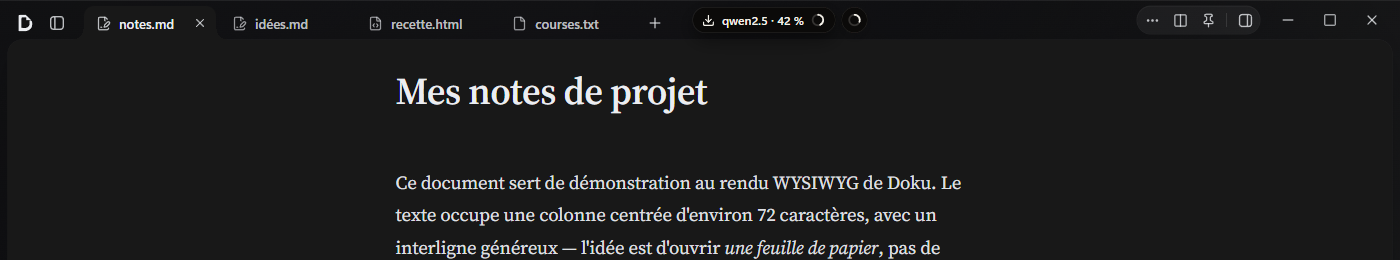 notes.md
idées.md
recette.html
courses.txt
qwen2.5 · 42 %
Mes notes de projet
Ce document sert de démonstration au rendu WYSIWYG de Doku. Le
texte occupe une colonne centrée d'environ 72 caractères, avec un
interligne généreux — l'idée est d'ouvrir une feuille de papier, pas de